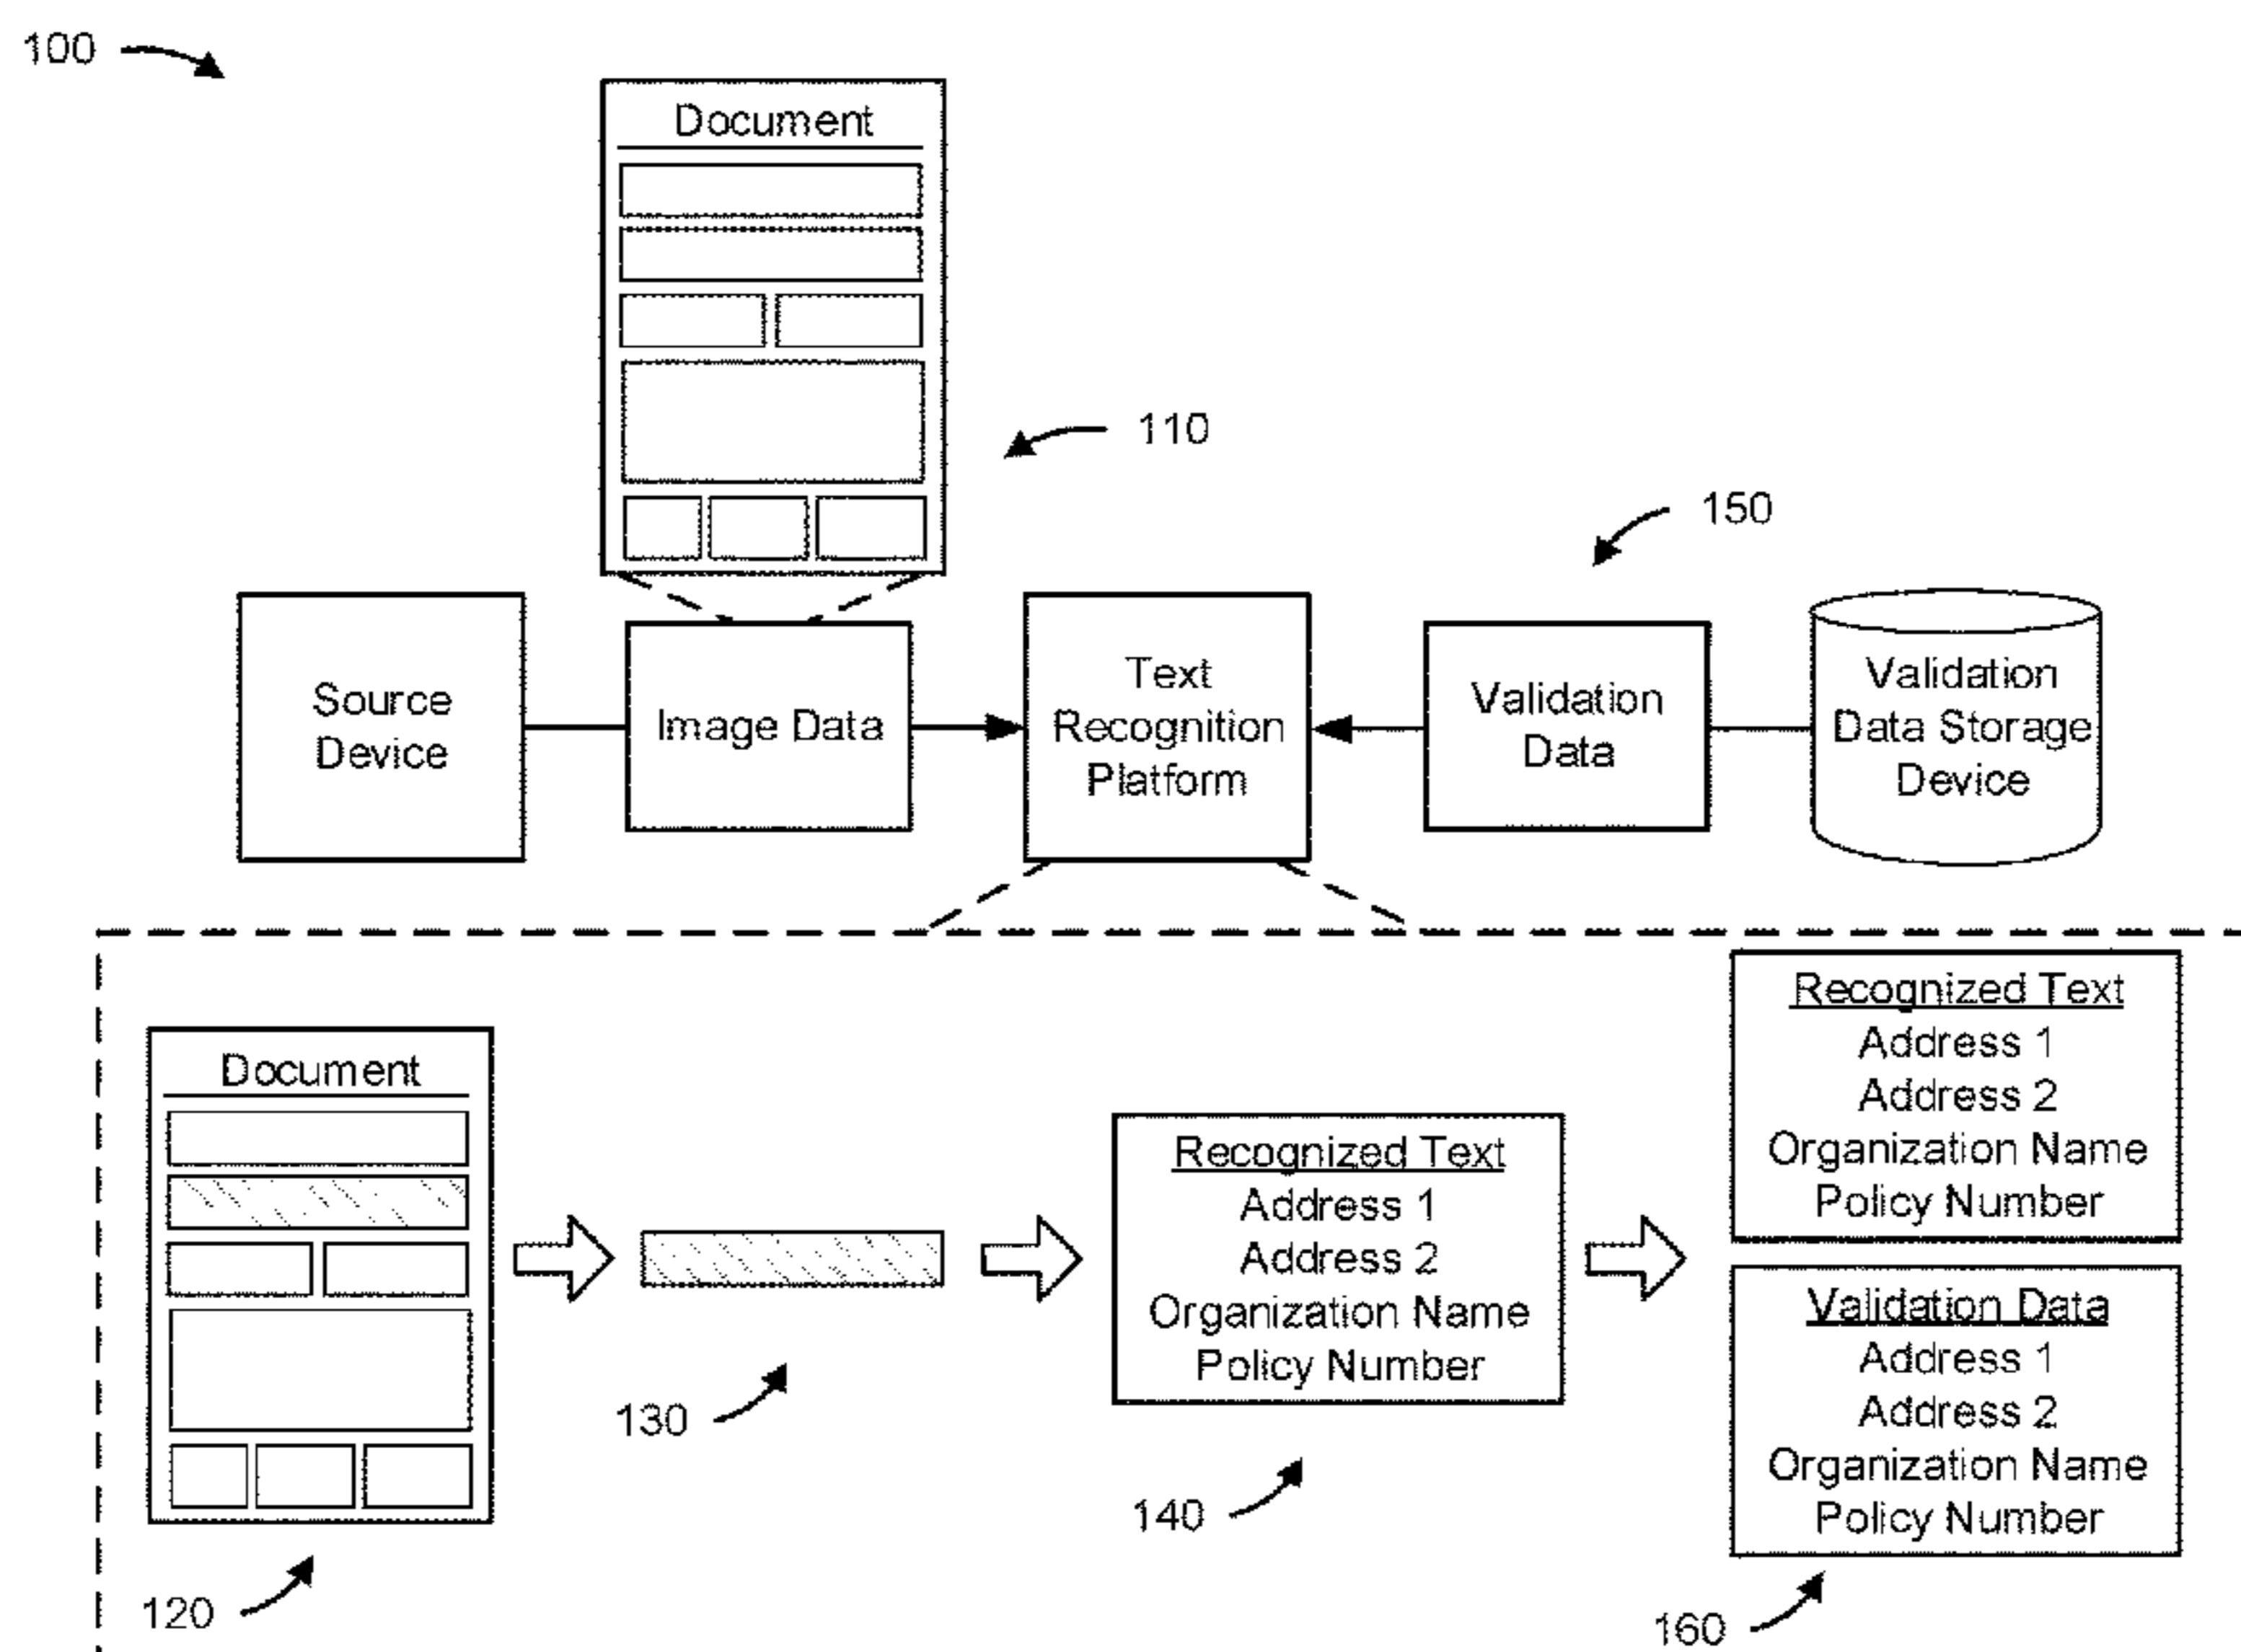 100
Document
110
150
Source
Device
Image Data
Text
Recognition
Platform
Validation
Data
Validation
Data Storage
Device
Document
120
130
Recognized Text
Address 1
Address 2
Organization Name
Policy Number
140
Recognized Text
Address 1
Address 2
Organization Name
Policy Number
Validation Data
Address 1
Address 2
Organization Name
Policy Number
160